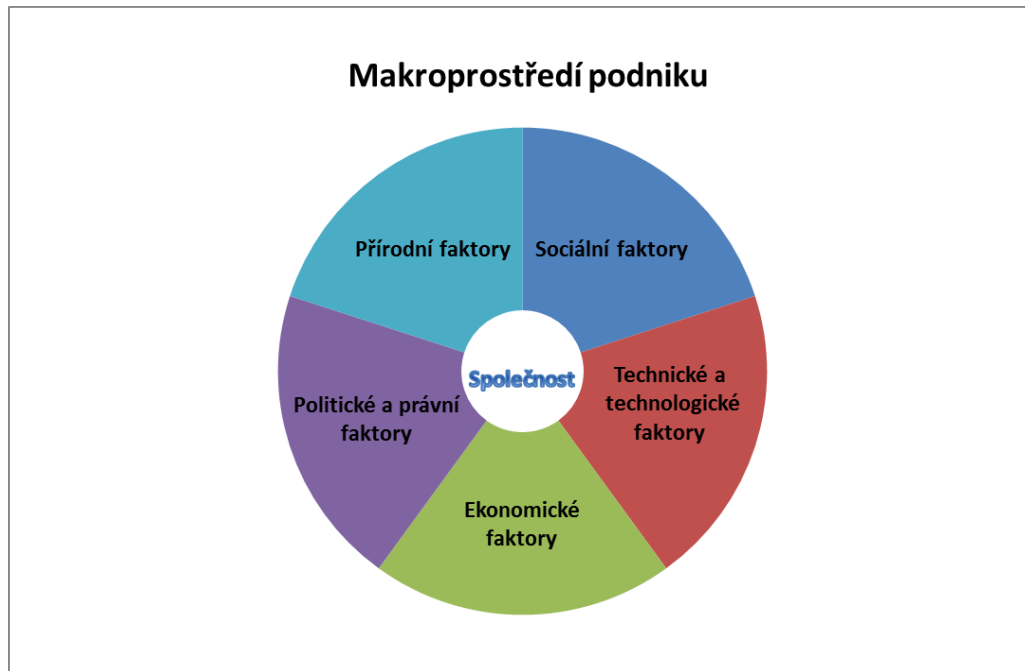 Makroprostředí podniku
Přírodní faktory
Sociální faktory
Společnost
Technické a
technologické
faktory
Politické a právní
faktory
Ekonomické
faktory